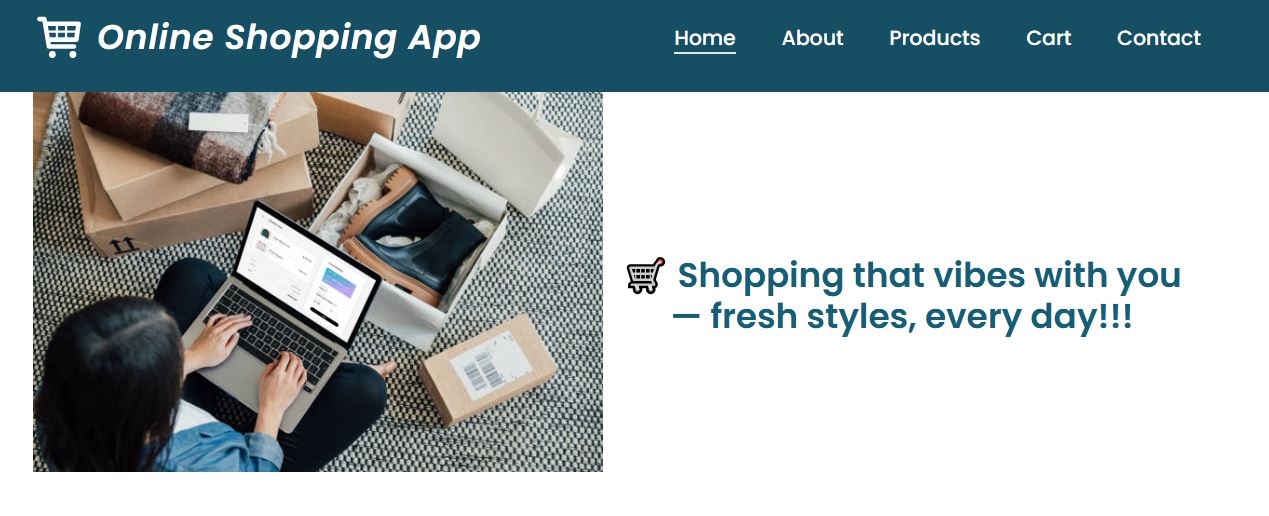 Online Shopping App
Home About Products Cart Contact
🛒 Shopping that vibes with you
— fresh styles, every day!!!